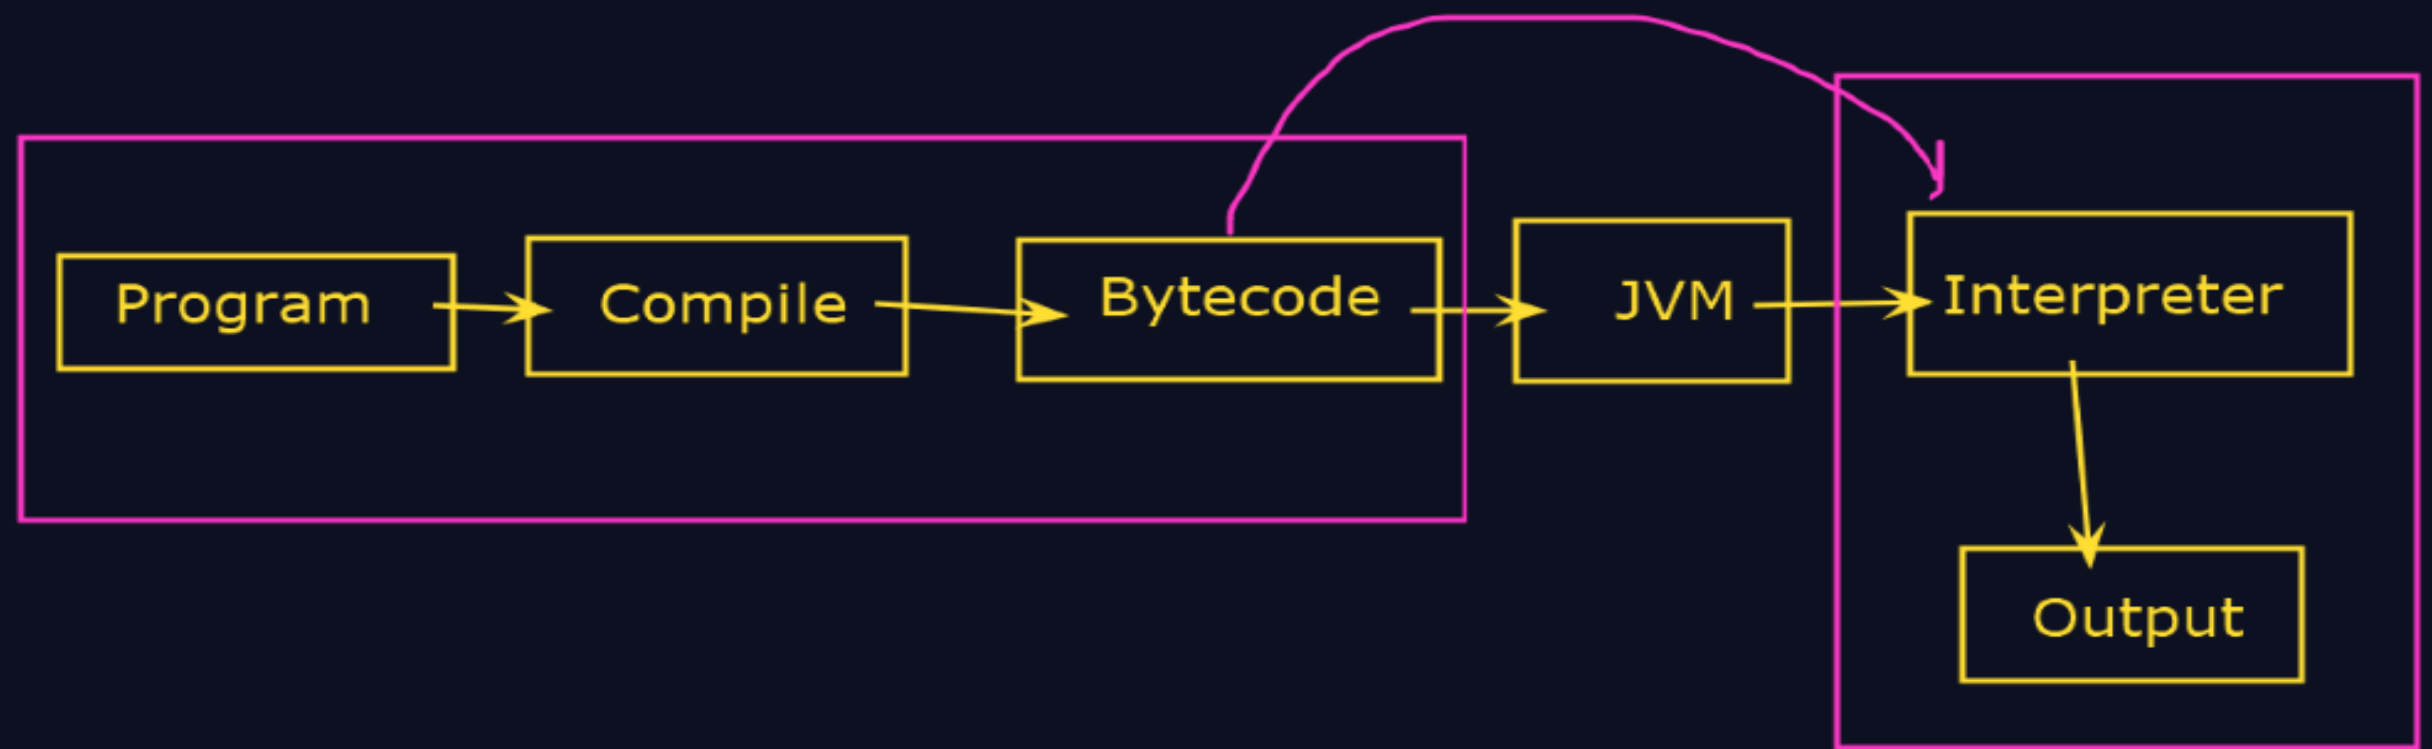 Program
Compile
Bytecode
JVM
Interpreter
Output